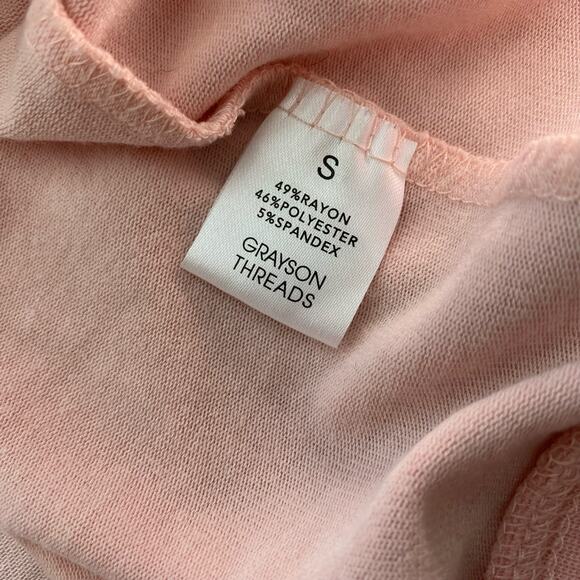 S
49%RAYON
46%POLYESTER
5%SPANDEX
GRAYSON
THREADS